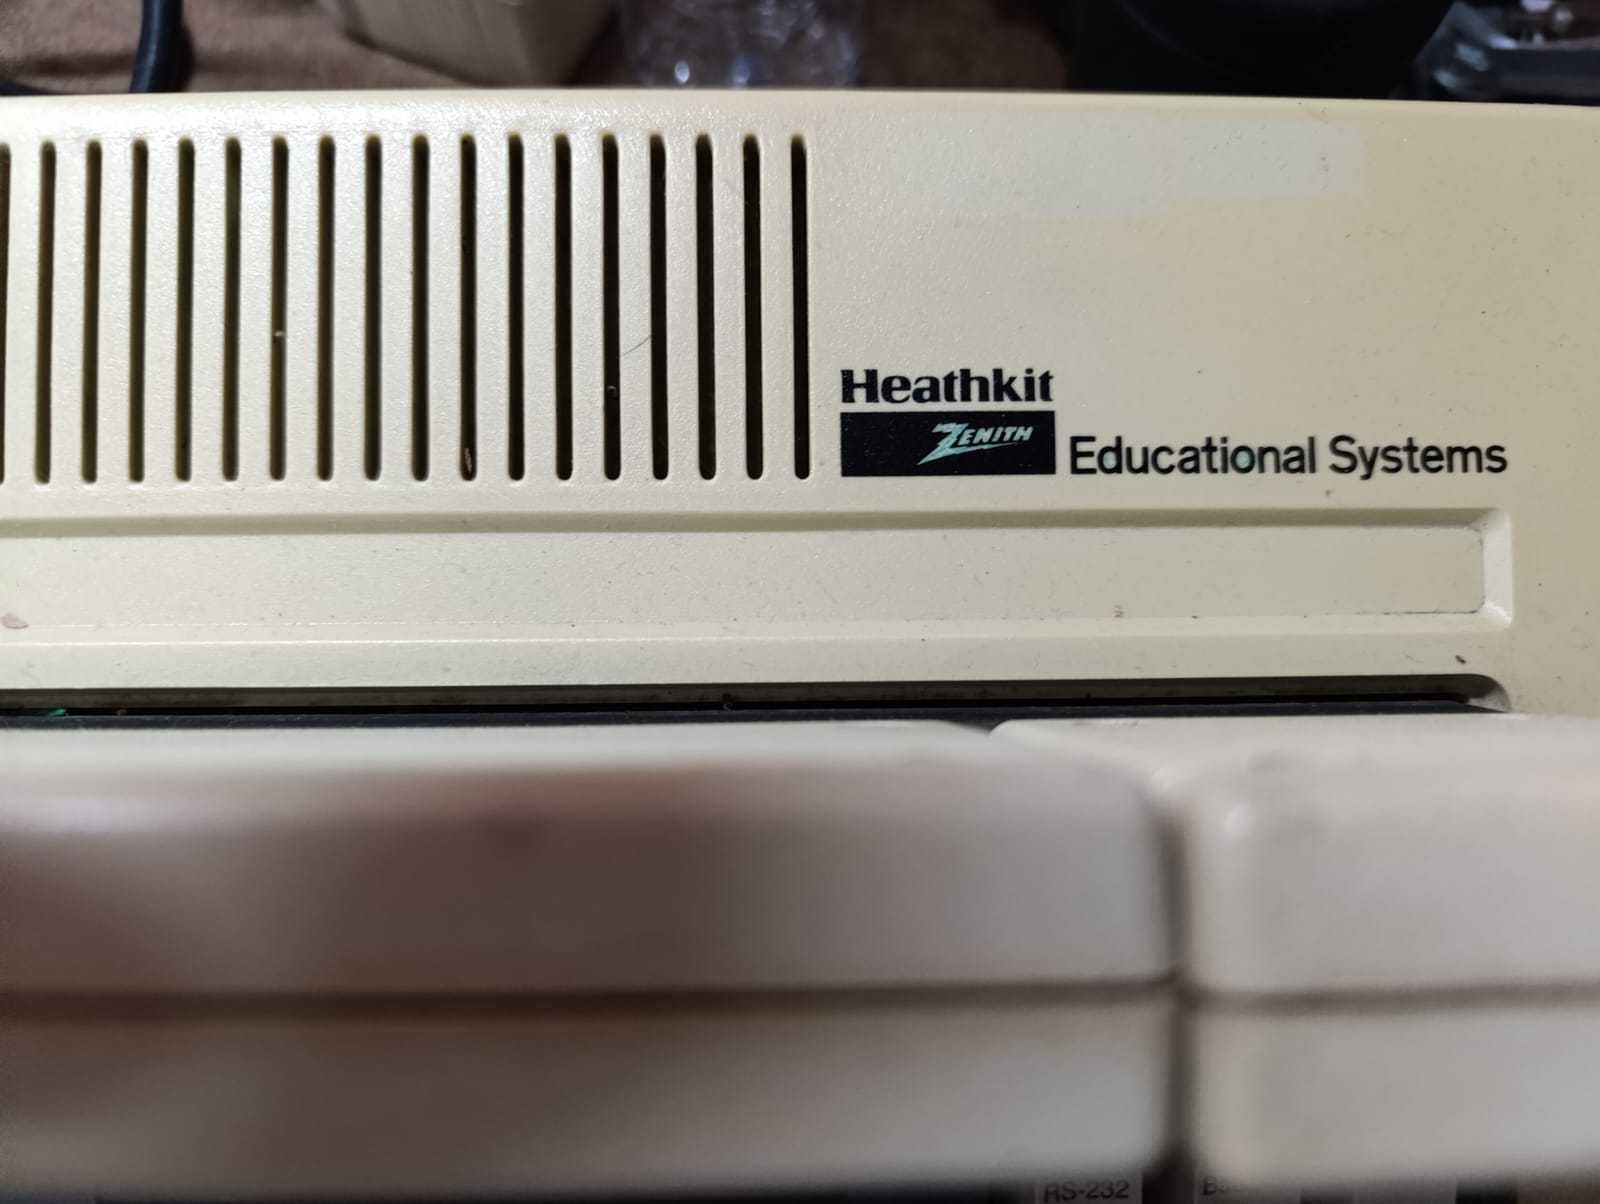 Heathkit
ZENITH
Educational Systems
RS-232